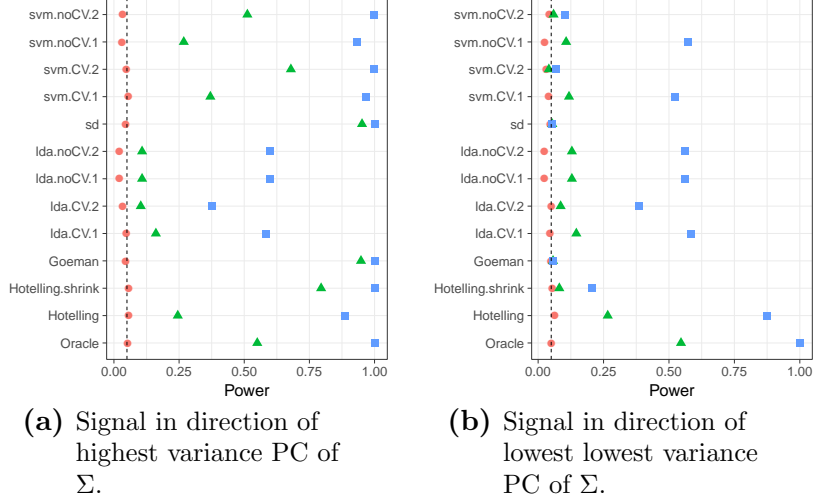 svm.noCV.2
svm.noCV.1
svm.CV.2
svm.CV.1
sd
lda.noCV.2
lda.noCV.1
lda.CV.2
lda.CV.1
Goeman
Hotelling.shrink
Hotelling
Oracle
0.00 0.25 0.50 0.75 1.00
Power
(a) Signal in direction of
highest variance PC of
Σ.
svm.noCV.2
svm.noCV.1
svm.CV.2
svm.CV.1
sd
lda.noCV.2
lda.noCV.1
lda.CV.2
lda.CV.1
Goeman
Hotelling.shrink
Hotelling
Oracle
0.00 0.25 0.50 0.75 1.00
Power
(b) Signal in direction of
lowest lowest variance
PC of Σ.